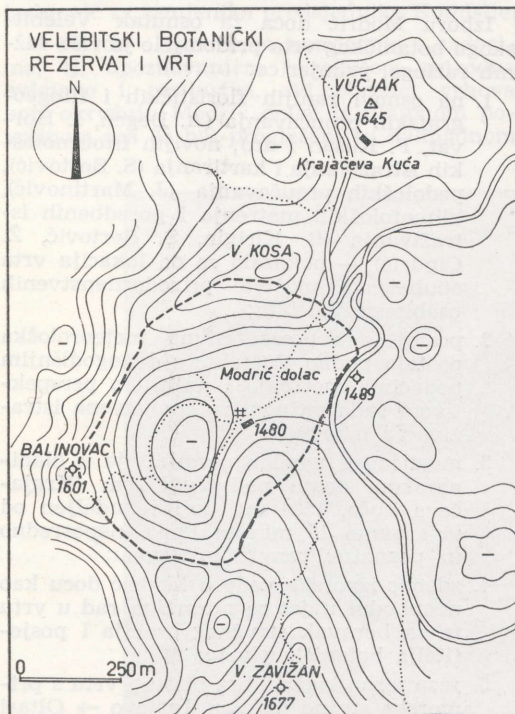 VELEBITSKI BOTANIČKI
REZERVAT I VRT
N
VUČJAK
1645
Krajačeva Kuća
V. KOSA
Modrić dolac
1489
1480
BALINOVAC
1601
0 250 m
V. ZAVIŽAN
1677